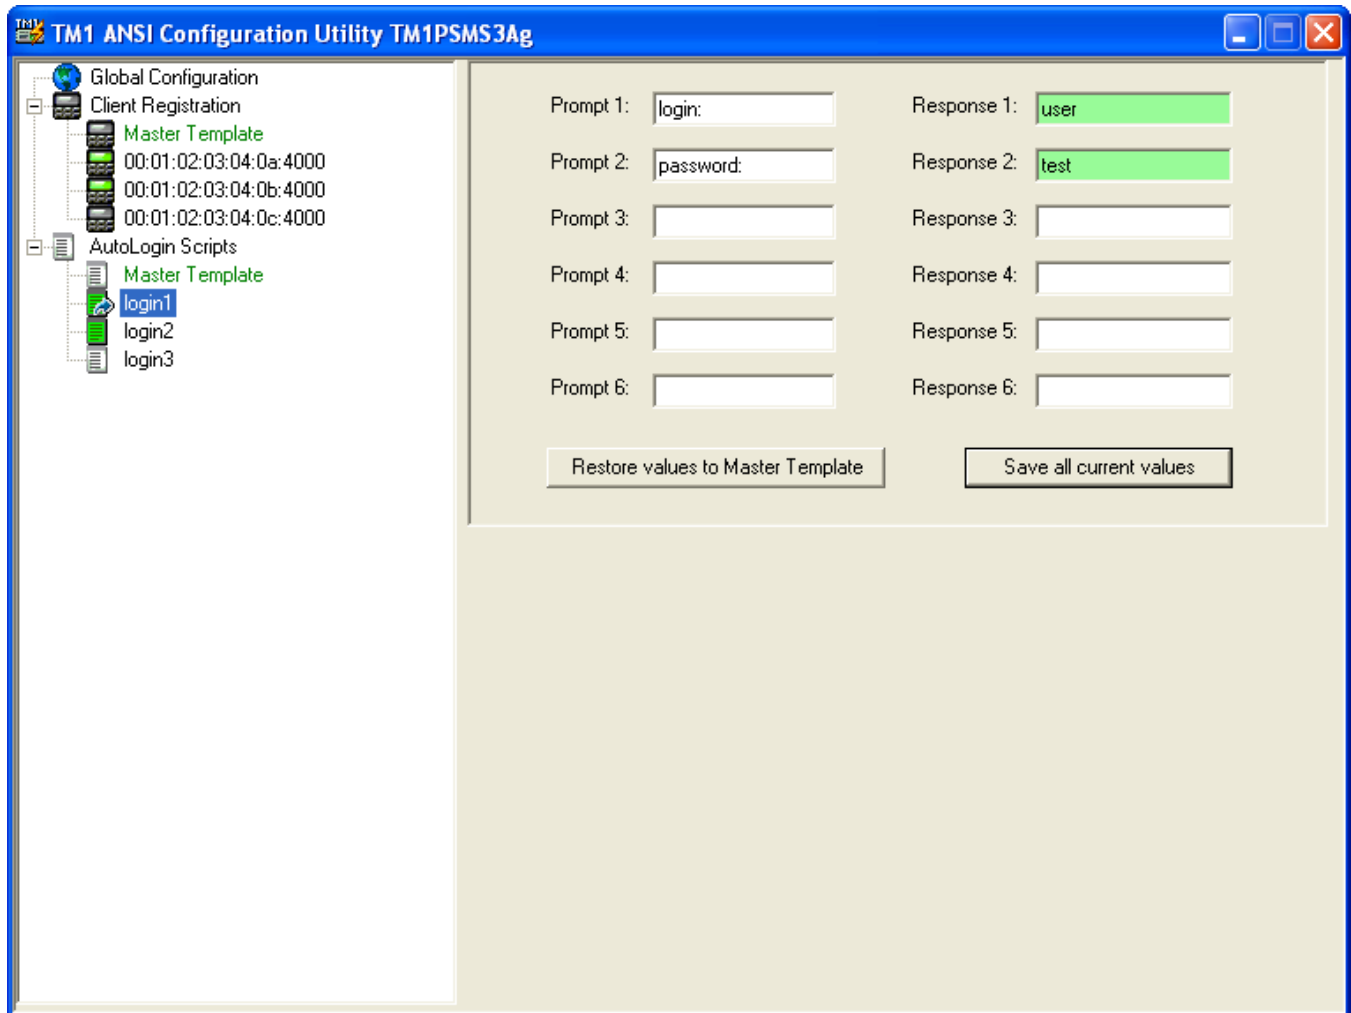 TM1 ANSI Configuration Utility TM1PSMS3Ag
Global Configuration
Client Registration
Master Template
00:01:02:03:04:0a:4000
00:01:02:03:04:0b:4000
00:01:02:03:04:0c:4000
AutoLogin Scripts
Master Template
login1
login2
login3
Prompt 1: login: Response 1: user
Prompt 2: password: Response 2: test
Prompt 3: Response 3:
Prompt 4: Response 4:
Prompt 5: Response 5:
Prompt 6: Response 6:
Restore values to Master Template Save all current values